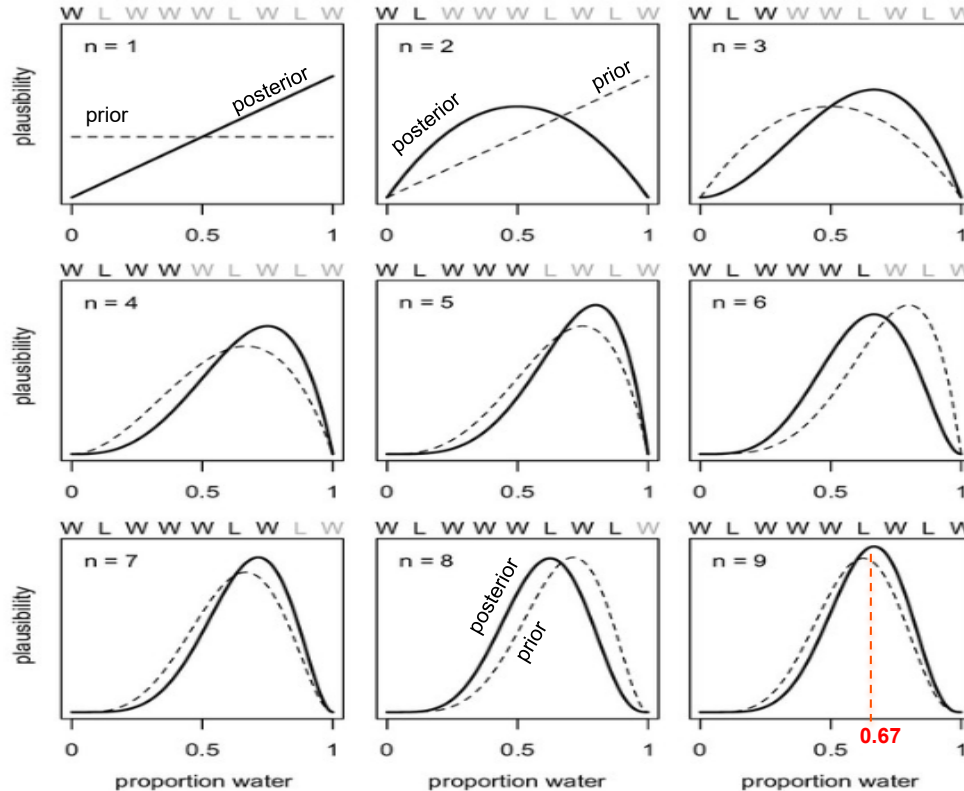 W L W W W L W L W
W L W W W L W L W
W L W W W L W L W
n = 1
n = 2
n = 3
plausibility
prior
posterior
posterior
prior
0 0.5 1
0 0.5 1
0 0.5 1
W L W W W L W L W
W L W W W L W L W
W L W W W L W L W
n = 4
n = 5
n = 6
plausibility
0 0.5 1
0 0.5 1
0 0.5 1
W L W W W L W L W
W L W W W L W L W
W L W W W L W L W
n = 7
n = 8
n = 9
plausibility
posterior
prior
0.67
0 0.5 1
0 0.5 1
0 0.5 1
proportion water
proportion water
proportion water